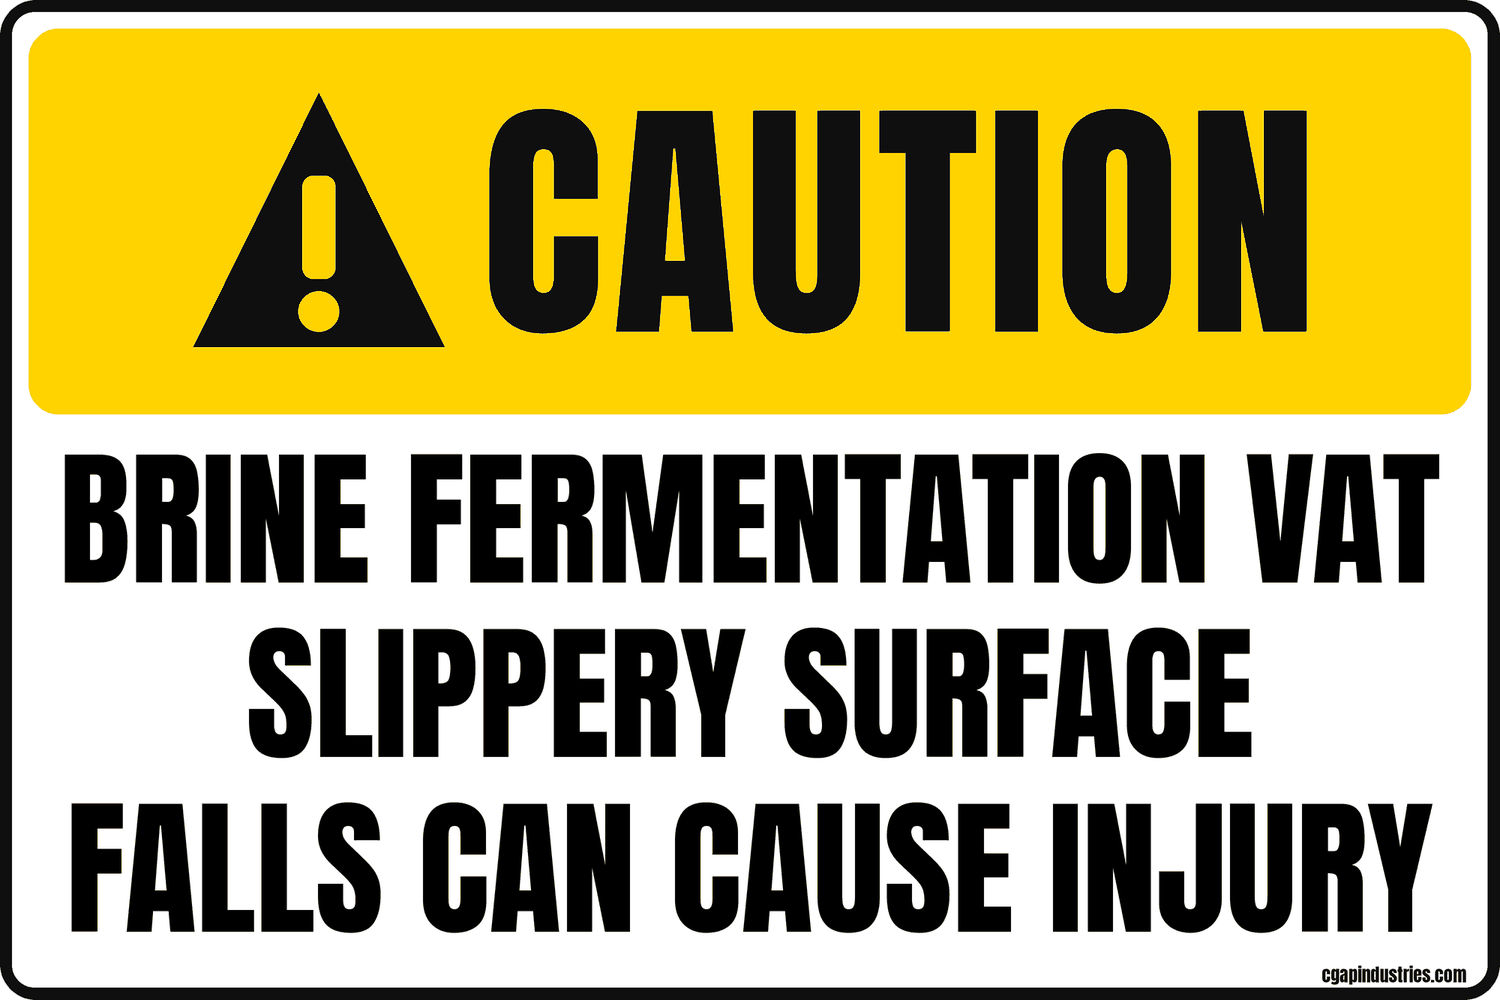 CAUTION
BRINE FERMENTATION VAT
SLIPPERY SURFACE
FALLS CAN CAUSE INJURY
cgapindustries.com